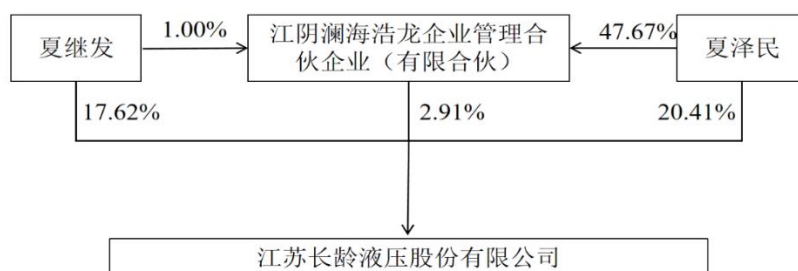 夏继发
1.00%
江阴澜海浩龙企业管理合
伙企业（有限合伙）
47.67%
夏泽民
17.62%
2.91%
20.41%
江苏长龄液压股份有限公司